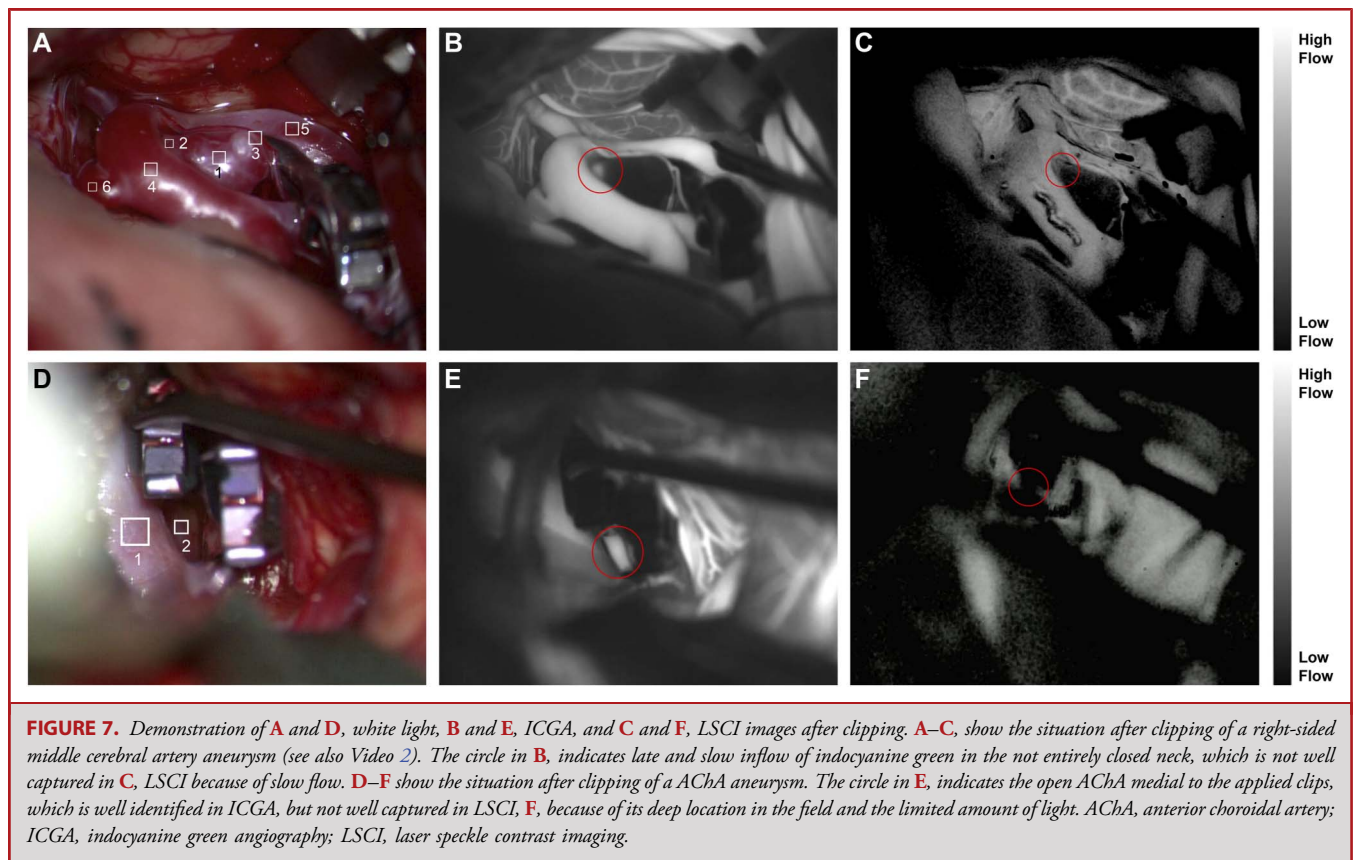 A
2
5
3
1
4
6
B
C
High
Flow
Low
Flow
D
1
2
E
F
High
Flow
Low
Flow
FIGURE 7. Demonstration of A and D, white light, B and E, ICGA, and C and F, LSCI images after clipping. A–C, show the situation after clipping of a right-sided
middle cerebral artery aneurysm (see also Video 2). The circle in B, indicates late and slow inflow of indocyanine green in the not entirely closed neck, which is not well
captured in C, LSCI because of slow flow. D–F show the situation after clipping of a AChA aneurysm. The circle in E, indicates the open AChA medial to the applied clips,
which is well identified in ICGA, but not well captured in LSCI, F, because of its deep location in the field and the limited amount of light. AChA, anterior choroidal artery;
ICGA, indocyanine green angiography; LSCI, laser speckle contrast imaging.